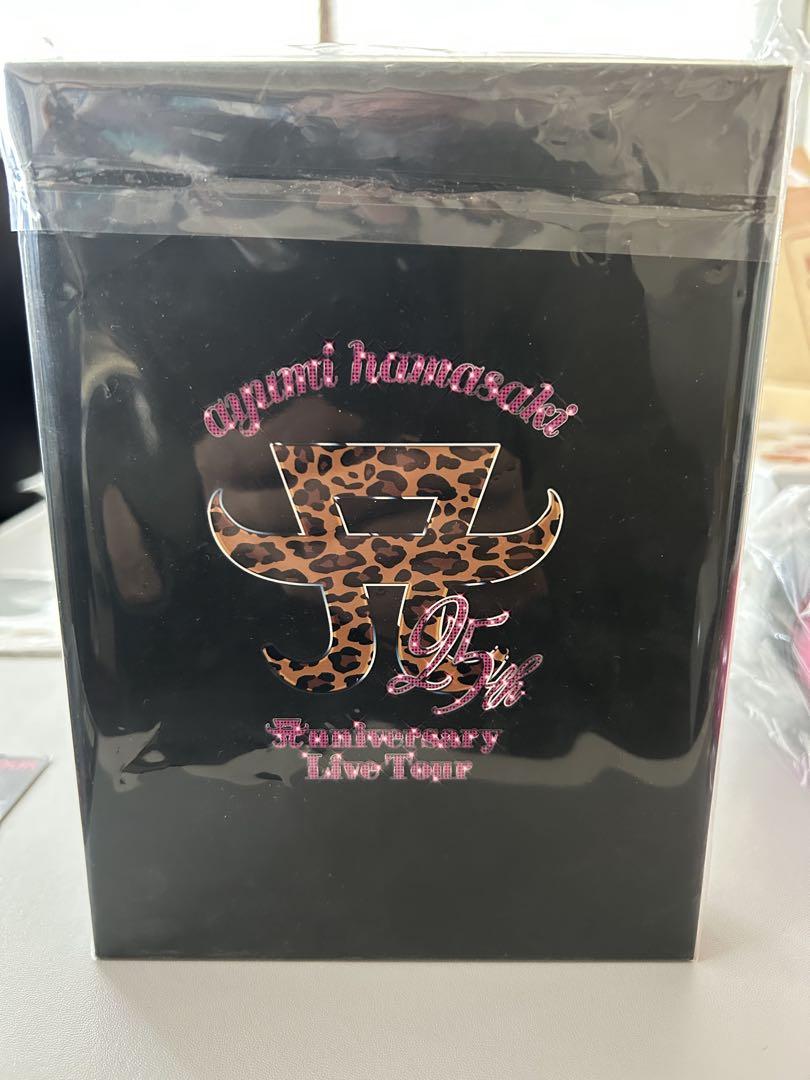 ayumi hamasaki
25th
Anniversary
Live Tour